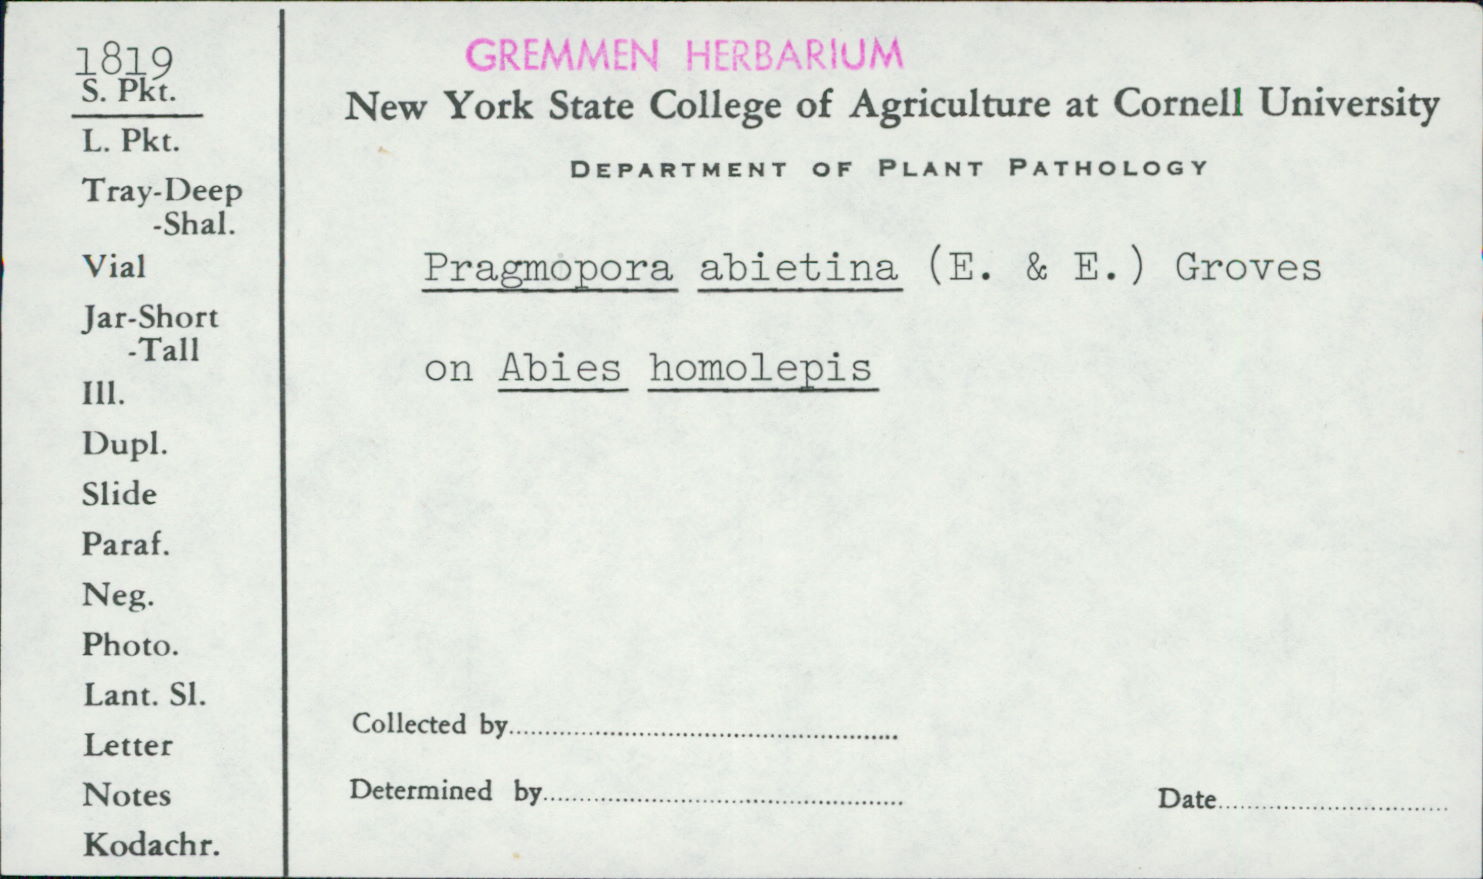 1819
S. Pkt.
L. Pkt.
Tray-Deep
-Shal.
Vial
Jar-Short
-Tall
Ill.
Dupl.
Slide
Paraf.
Neg.
Photo.
Lant. Sl.
Letter
Notes
Kodachr.
GREMMEN HERBARIUM
New York State College of Agriculture at Cornell University
DEPARTMENT OF PLANT PATHOLOGY
Pragmopora abietina (E. & E.) Groves
on Abies homolepis
Collected by
Determined by
Date